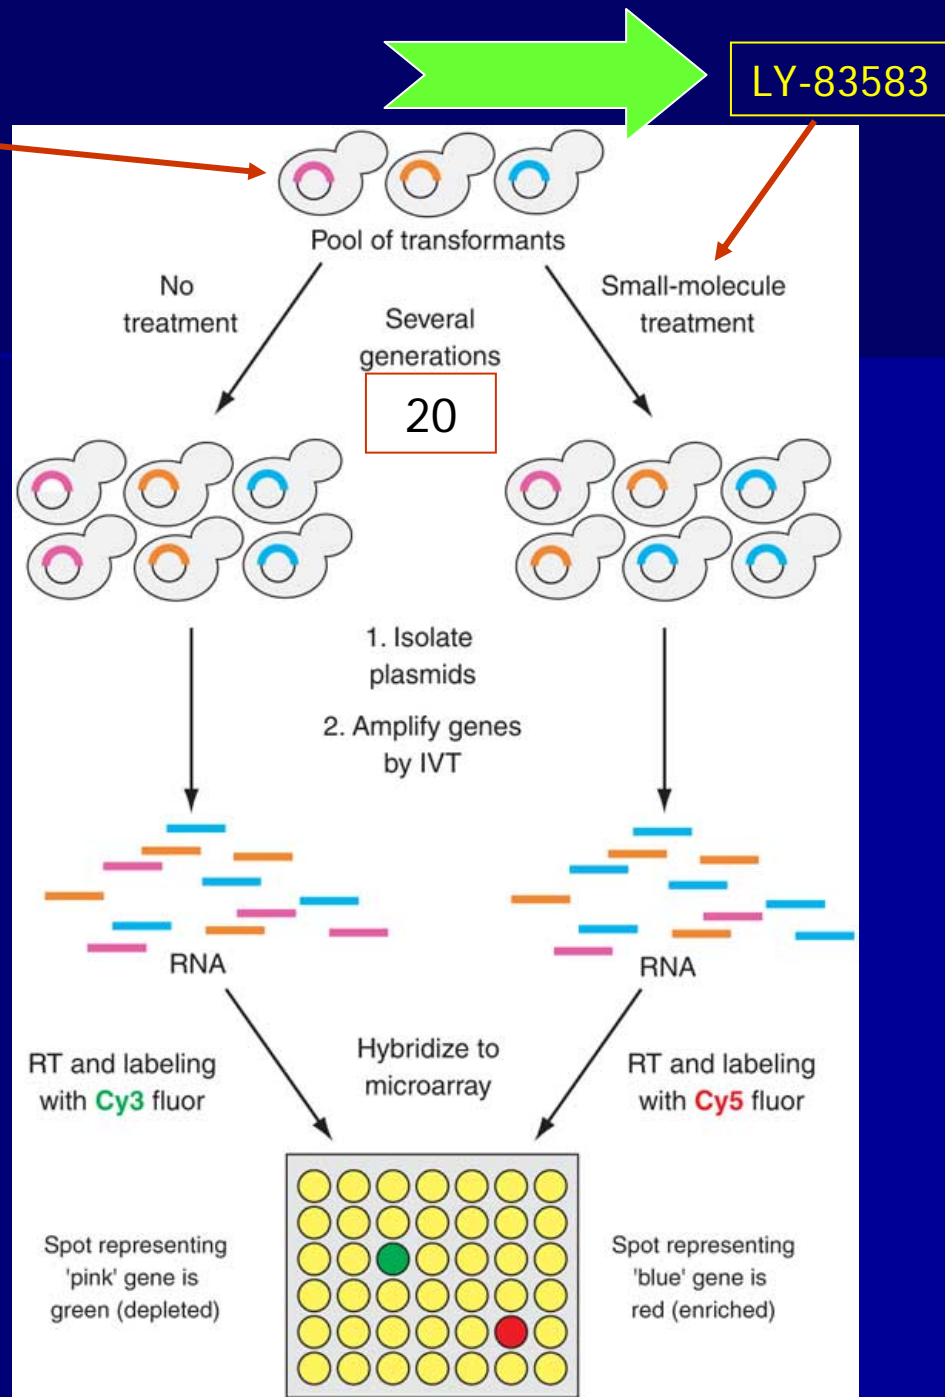 LY-83583
Pool of transformants
No
treatment
Several
generations
20
Small-molecule
treatment
1. Isolate
plasmids
2. Amplify genes
by IVT
RNA
RNA
RT and labeling
with Cy3 fluor
Hybridize to
microarray
RT and labeling
with Cy5 fluor
Spot representing
'pink' gene is
green (depleted)
Spot representing
'blue' gene is
red (enriched)